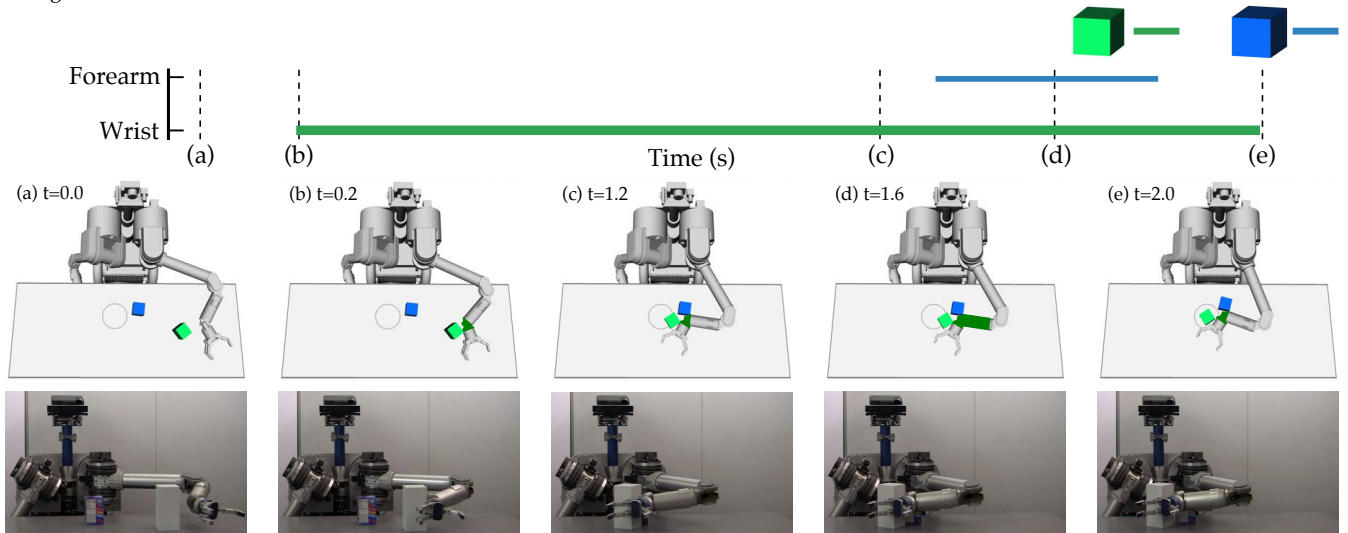 Forearm
Wrist
(a)
(b)
Time (s)
(c)
(d)
(e)
(a) t=0.0
(b) t=0.2
(c) t=1.2
(d) t=1.6
(e) t=2.0